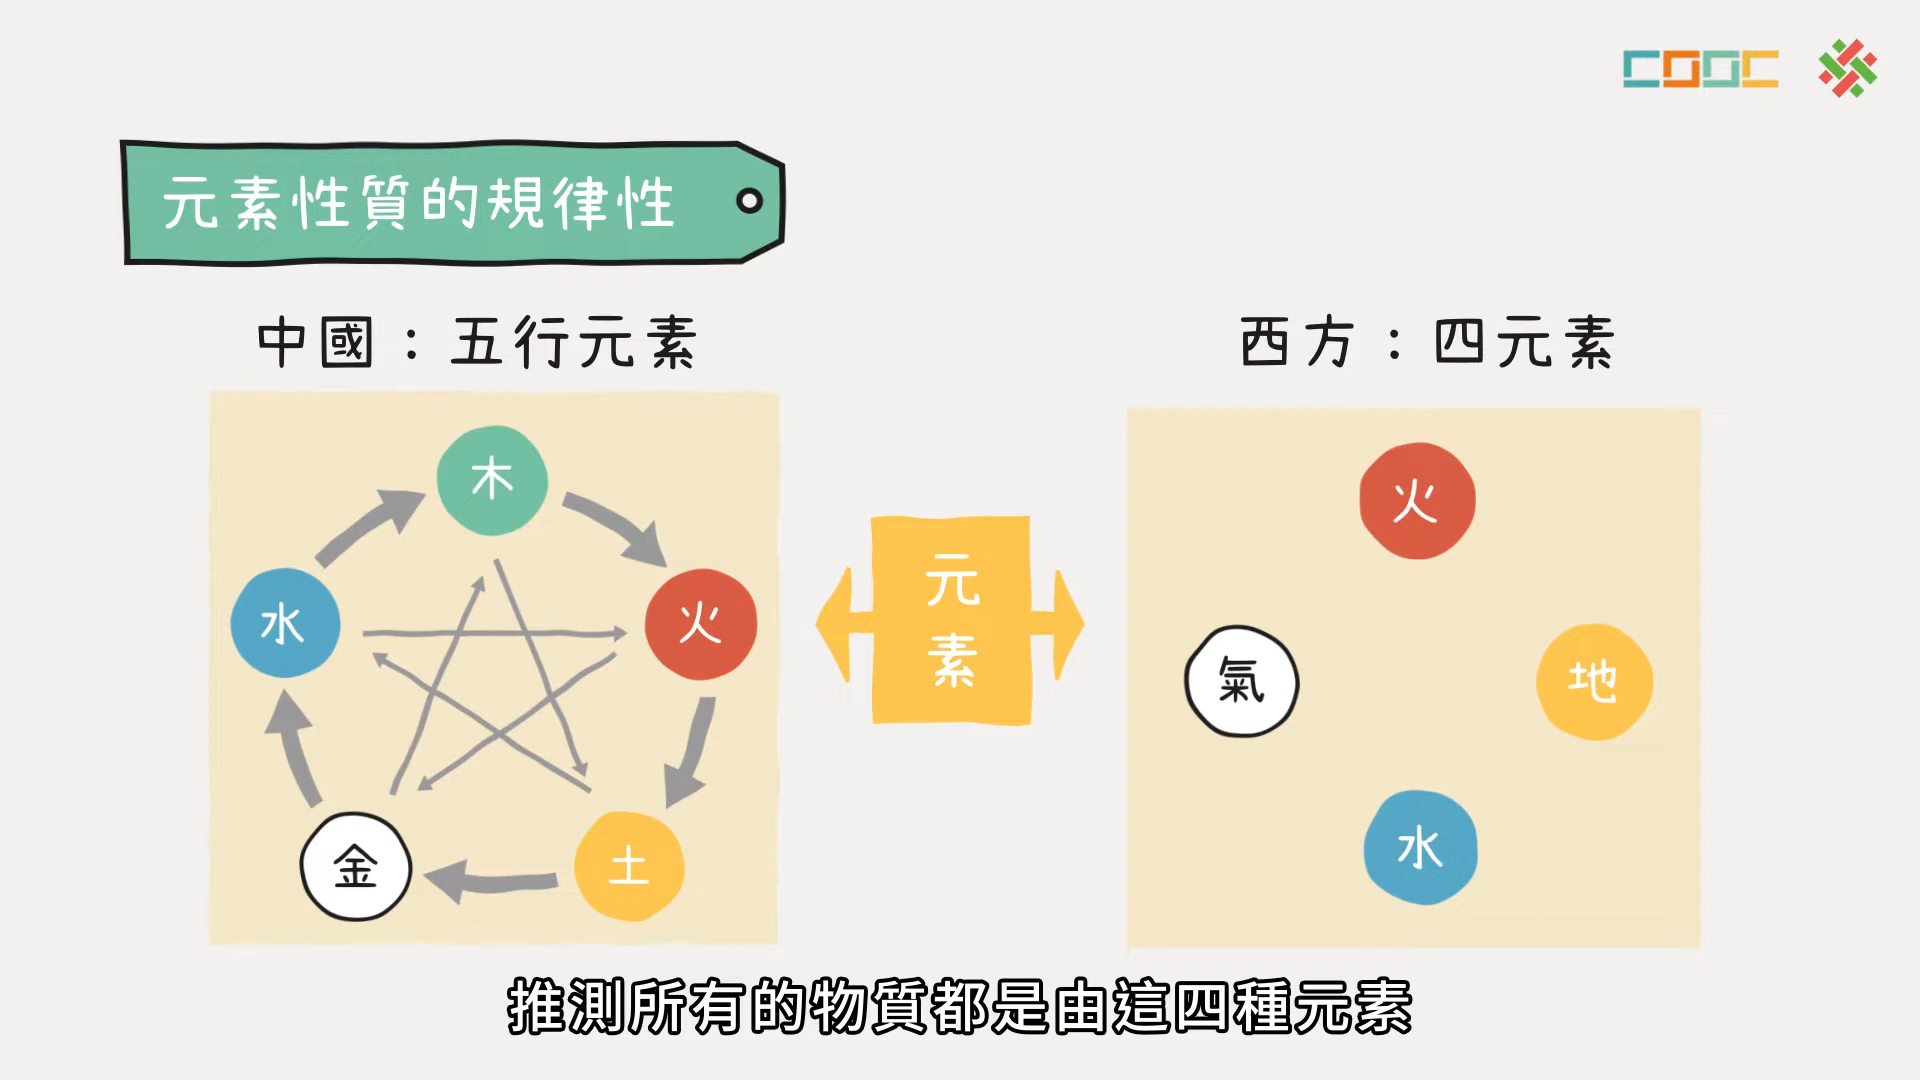 COOC
元素性質的規律性
中國：五行元素
西方：四元素
木
火
土
金
水
元素
火
氣
地
水
推測所有的物質都是由這四種元素